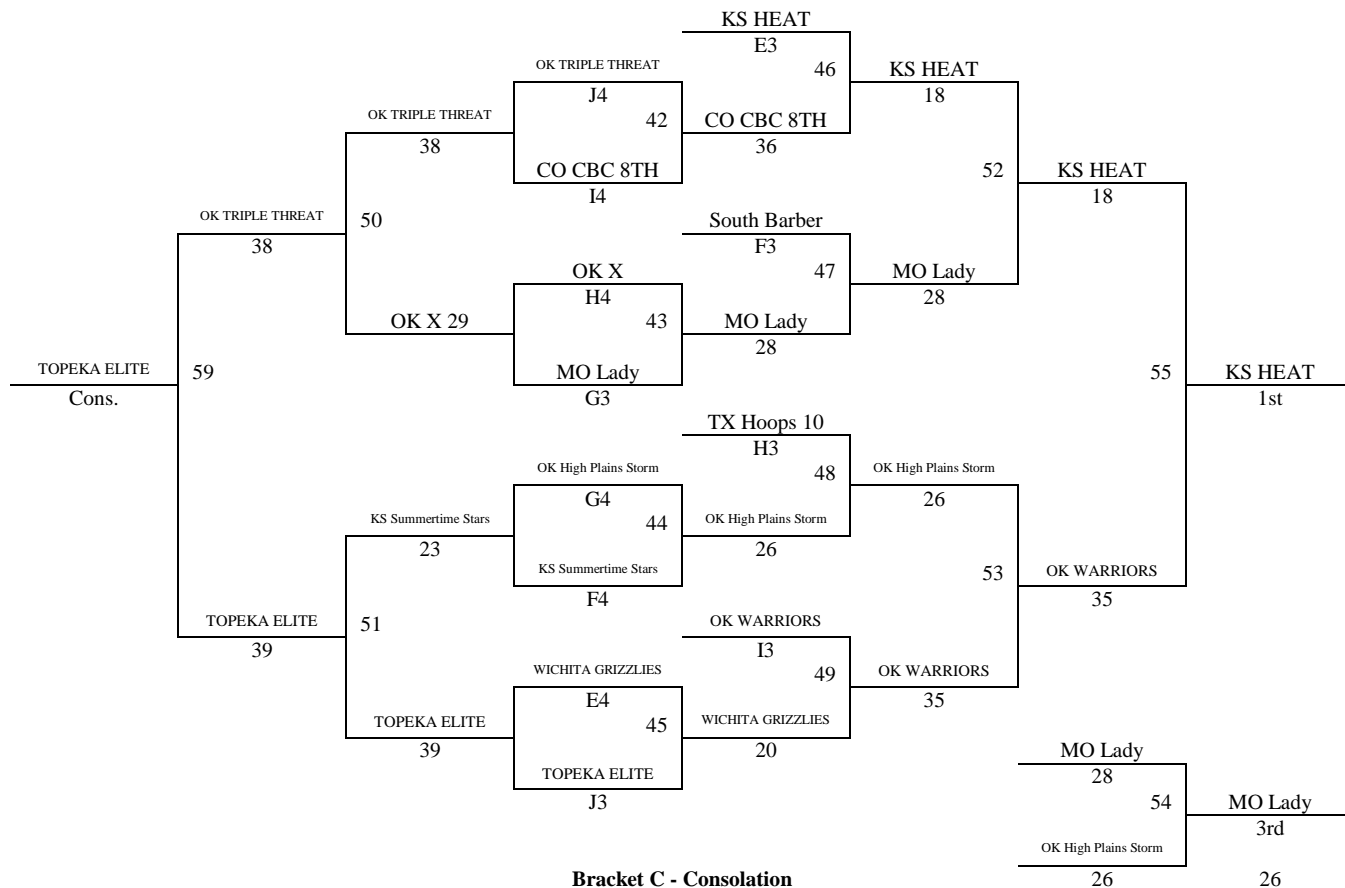 KS HEAT
E3
OK TRIPLE THREAT
46
KS HEAT
J4
18
OK TRIPLE THREAT
42
CO CBC 8TH
38
36
CO CBC 8TH
52
KS HEAT
I4
18
OK TRIPLE THREAT
50
South Barber
38
F3
OK X
47
MO Lady
H4
28
OK X 29
43
MO Lady
28
TOPEKA ELITE
59
MO Lady
55
KS HEAT
Cons.
G3
1st
TX Hoops 10
H3
OK High Plains Storm
48
OK High Plains Storm
G4
26
KS Summertime Stars
44
OK High Plains Storm
23
26
KS Summertime Stars
53
OK WARRIORS
F4
35
TOPEKA ELITE
51
OK WARRIORS
39
I3
WICHITA GRIZZLIES
49
OK WARRIORS
E4
35
TOPEKA ELITE
45
WICHITA GRIZZLIES
39
20
MO Lady
TOPEKA ELITE
28
J3
54
MO Lady
3rd
OK High Plains Storm
Bracket C - Consolation
26
26